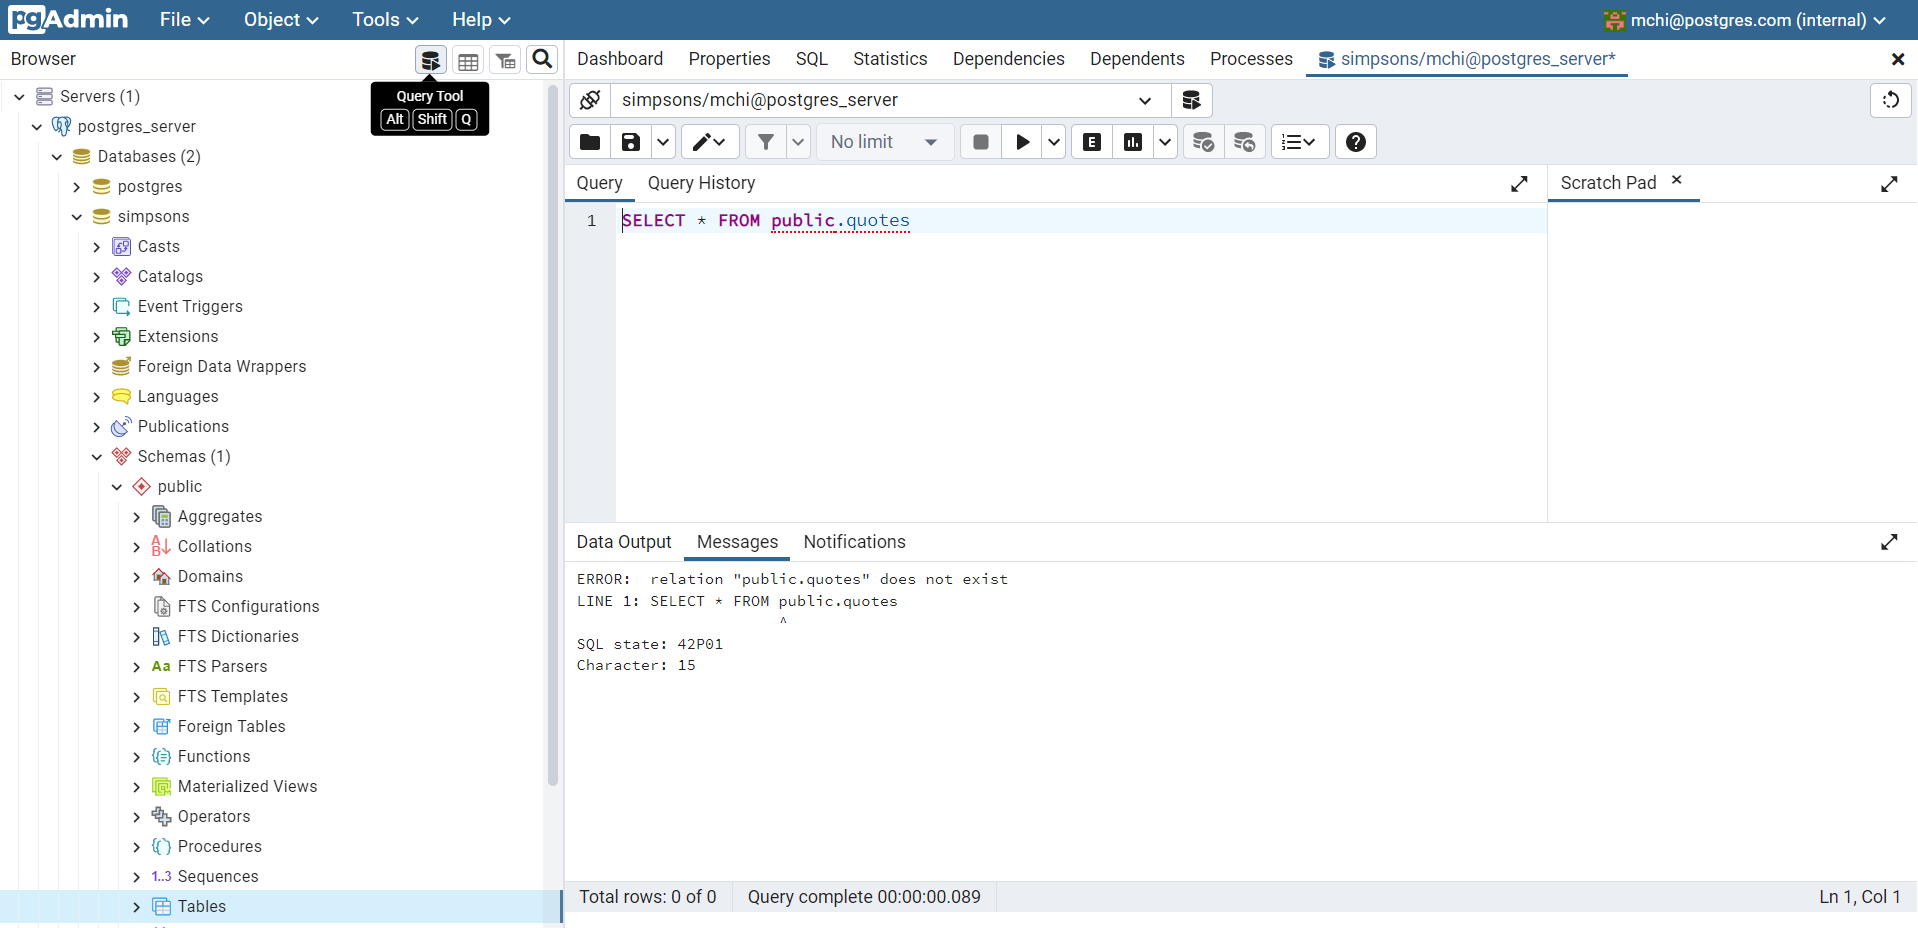 pgAdmin File Object Tools Help mchi@postgres.com (internal)
Browser
Query Tool
Alt Shift Q
Servers (1)
postgres_server
Databases (2)
postgres
simpsons
Casts
Catalogs
Event Triggers
Extensions
Foreign Data Wrappers
Languages
Publications
Schemas (1)
public
Aggregates
Collations
Domains
FTS Configurations
FTS Dictionaries
Aa FTS Parsers
FTS Templates
Foreign Tables
Functions
Materialized Views
Operators
Procedures
1..3 Sequences
Tables
Dashboard Properties SQL Statistics Dependencies Dependents Processes simpsons/mchi@postgres_server*
simpsons/mchi@postgres_server
No limit E
Query Query History
Scratch Pad
1 SELECT * FROM public.quotes
Data Output Messages Notifications
ERROR:  relation "public.quotes" does not exist
LINE 1: SELECT * FROM public.quotes
^
SQL state: 42P01
Character: 15
Total rows: 0 of 0 Query complete 00:00:00.089 Ln 1, Col 1